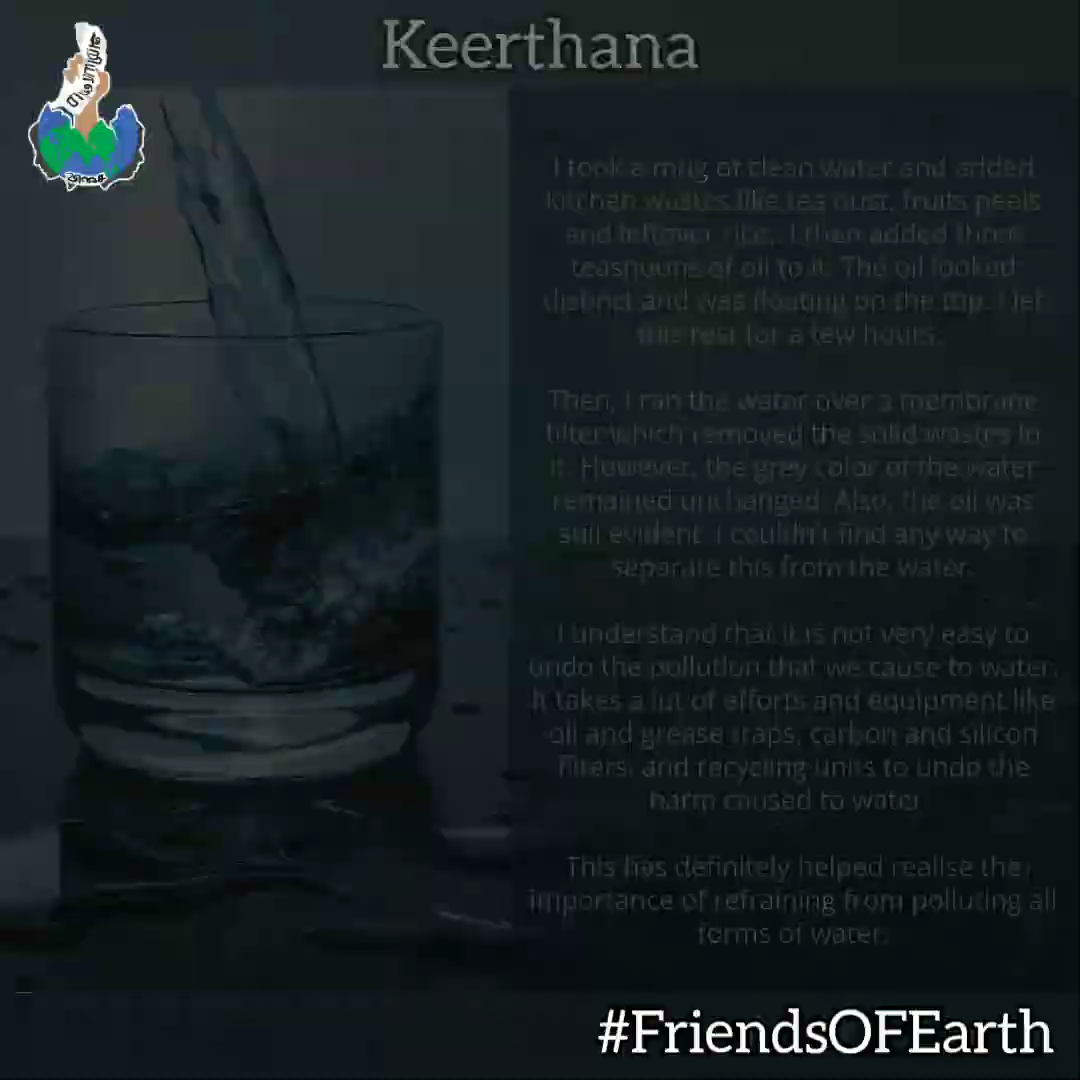 Keerthana
I took a mug of clean water and added
kitchen wastes like tea dust, fruits peels
and leftover rice. I then added three
teaspoons of oil to it. The oil looked
distinct and was floating on the top. I let
this rest for a few hours.
Then, I ran the water over a membrane
filter which removed the solid wastes in
it. However, the grey color of the water
remained unchanged. Also, the oil was
still evident. I couldn't find any way to
separate this from the water.
I understand that it is not very easy to
undo the pollution that we cause to water.
It takes a lot of efforts and equipment like
oil and grease traps, carbon and silicon
filters, and recycling units to undo the
harm caused to water
This has definitely helped realise the
importance of refraining from polluting all
forms of water.
#FriendsOFEarth